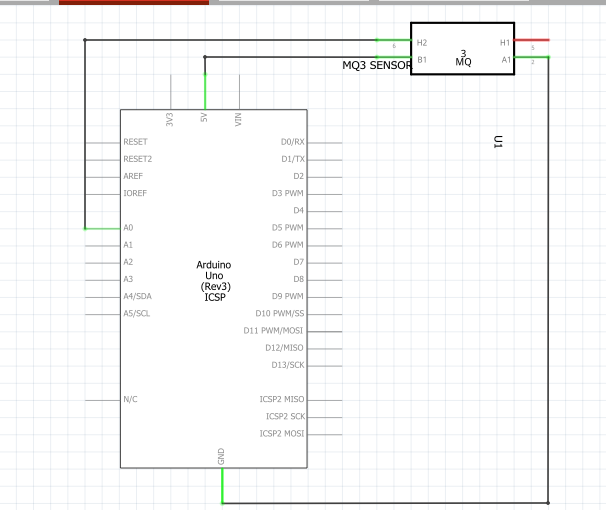 H2
H1
6
3
3
MQ
MQ3 SENSOR
B1
A1
2
3V3
5V
VIN
U1
RESET
D0/RX
RESET2
D1/TX
AREF
D2
IOREF
D3 PWM
D4
A0
D5 PWM
A1
D6 PWM
A2
D7
Arduino
Uno
(Rev3)
ICSP
A3
D8
A4/SDA
D9 PWM
A5/SCL
D10 PWM/SS
D11 PWM/MOSI
D12/MISO
D13/SCK
N/C
ICSP2 MISO
ICSP2 SCK
ICSP2 MOSI
GND